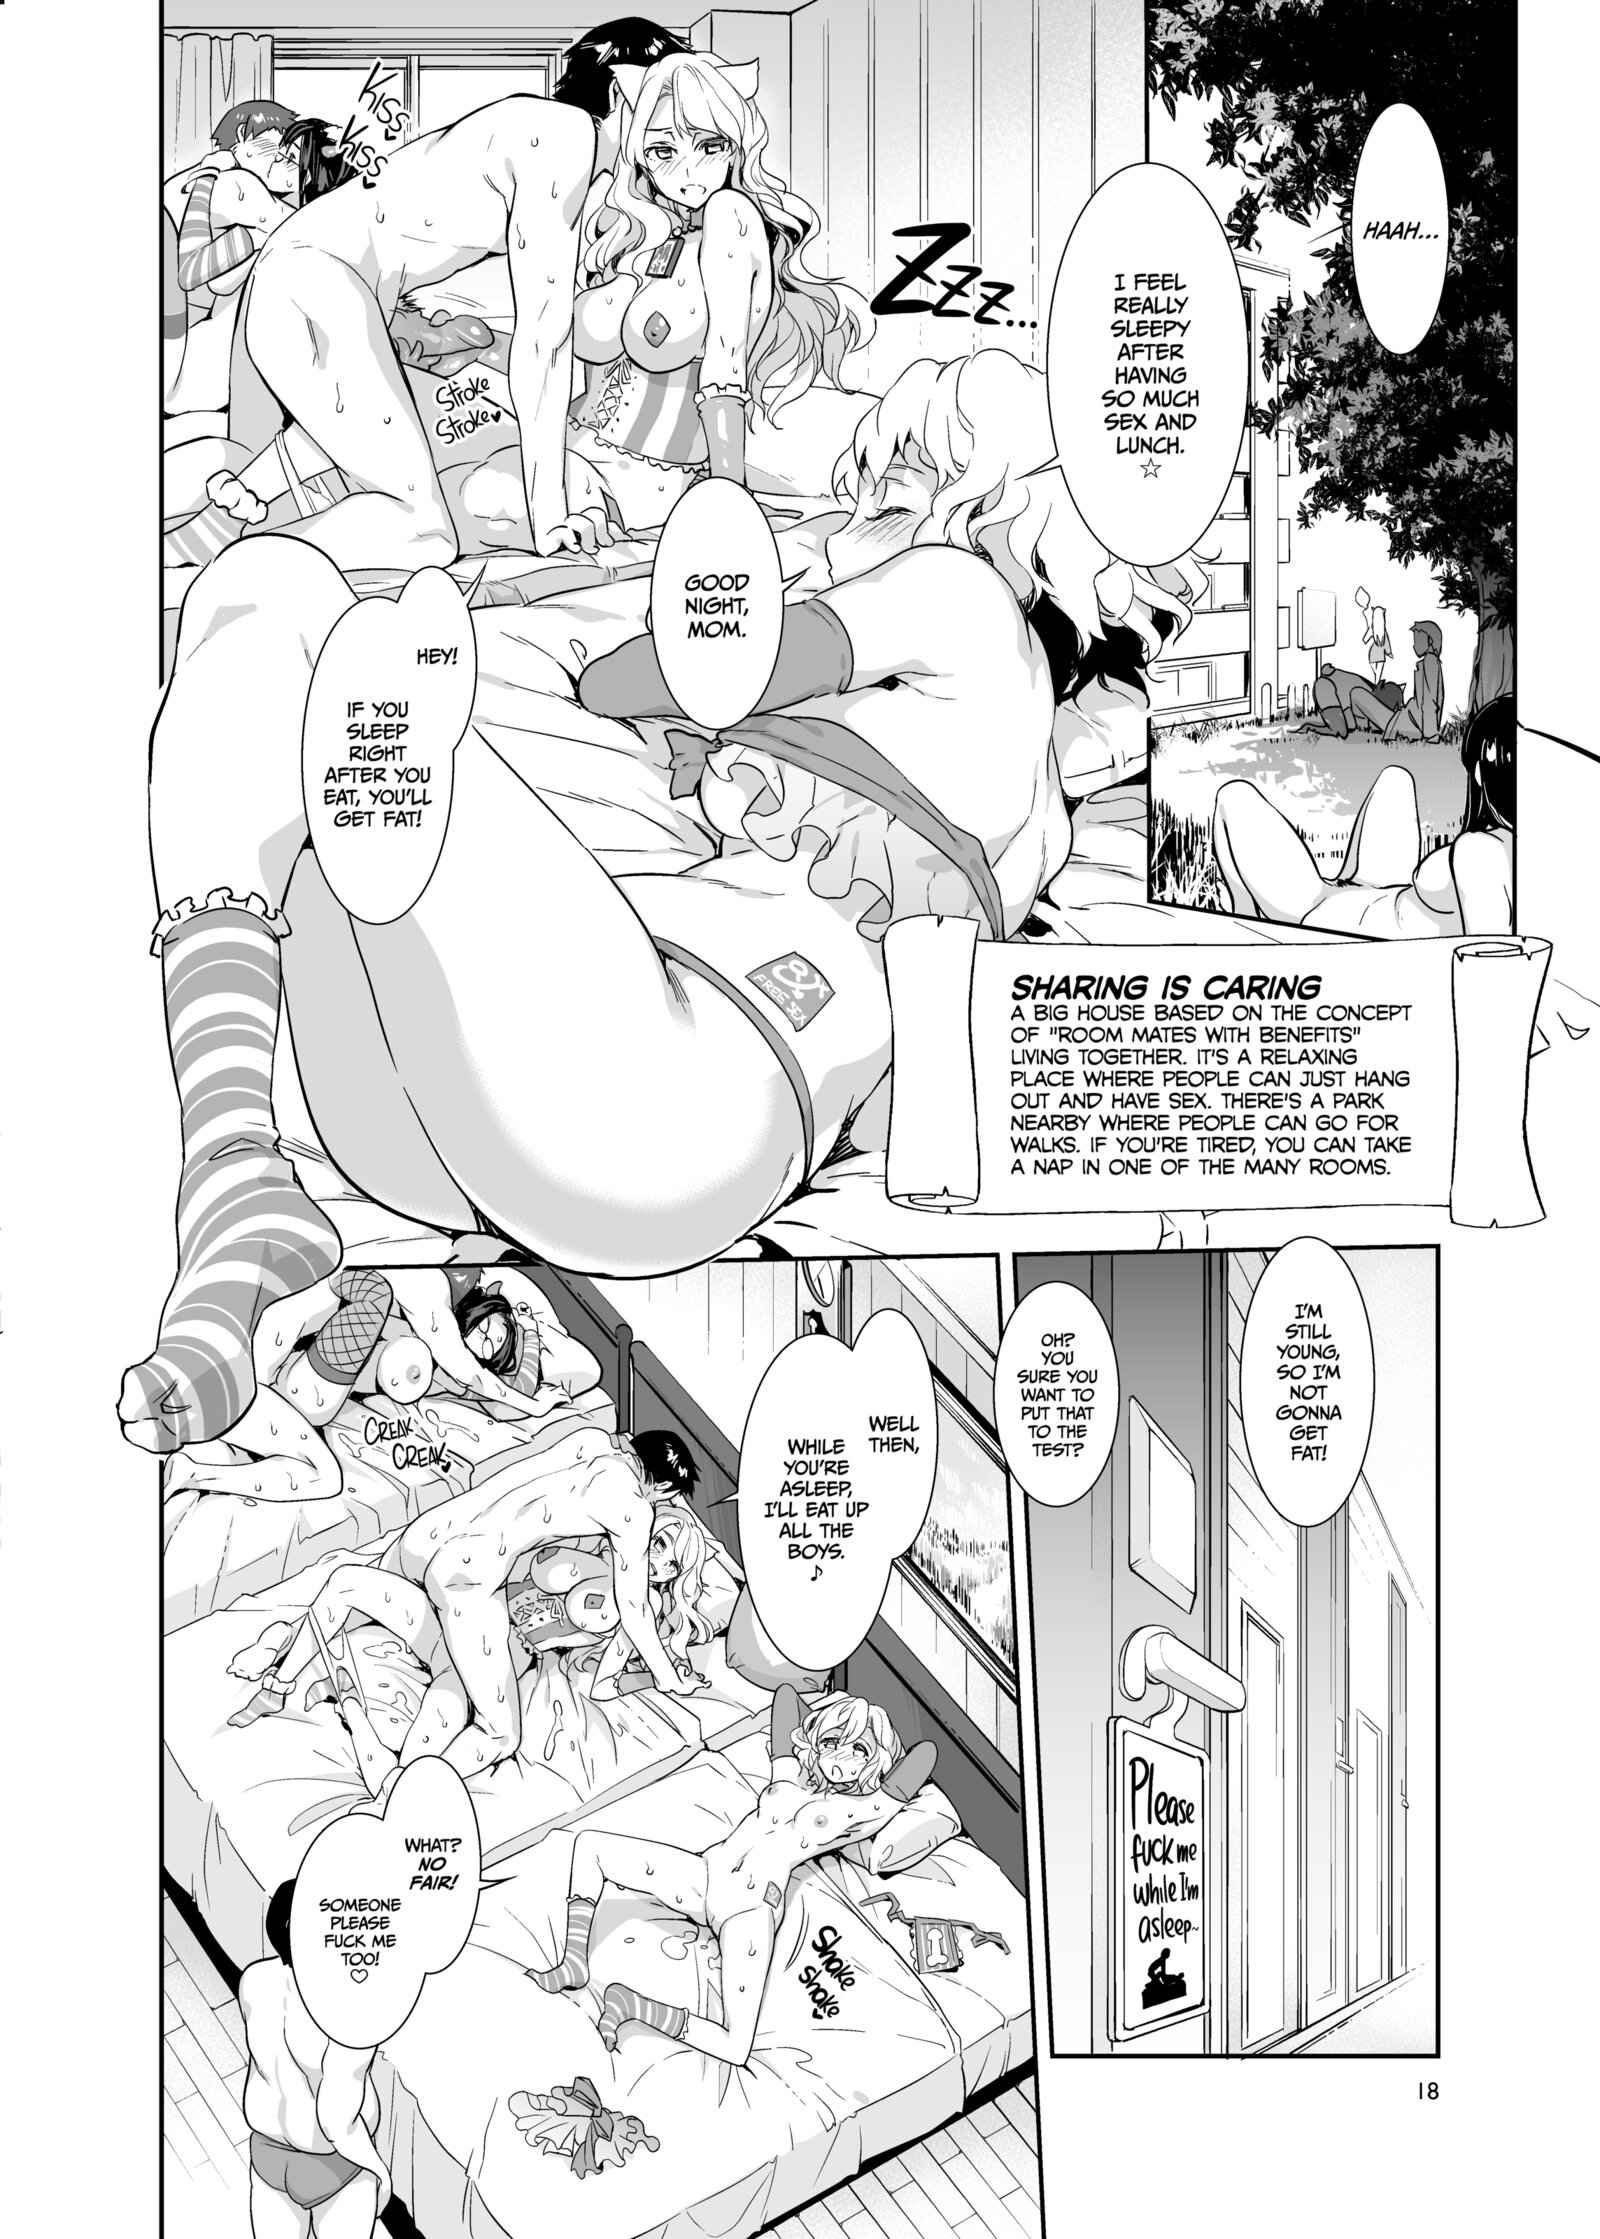 HAAH...
I FEEL
REALLY
SLEEPY
AFTER
HAVING
SO MUCH
SEX AND
LUNCH.
☆
ZZZZ...
KISS
KISS♥
STROKE
STROKE♥
GOOD
NIGHT,
MOM.
HEY!
IF YOU
SLEEP
RIGHT
AFTER YOU
EAT, YOU'LL
GET FAT!
FREE SEX
SHARING IS CARING
A BIG HOUSE BASED ON THE CONCEPT
OF "ROOM MATES WITH BENEFITS"
LIVING TOGETHER. IT'S A RELAXING
PLACE WHERE PEOPLE CAN JUST HANG
OUT AND HAVE SEX. THERE'S A PARK
NEARBY WHERE PEOPLE CAN GO FOR
WALKS. IF YOU'RE TIRED, YOU CAN TAKE
A NAP IN ONE OF THE MANY ROOMS.
I'M
STILL
YOUNG,
SO I'M
NOT
GONNA
GET
FAT!
OH?
YOU
SURE YOU
WANT TO
PUT THAT
TO THE
TEST?
Please
fuck me
while I'm
asleep~
WELL
THEN,
WHILE
YOU'RE
ASLEEP,
I'LL EAT UP
ALL THE
BOYS.
♪
CREAK
CREAK♥
WHAT?
NO
FAIR!
SOMEONE
PLEASE
FUCK ME
TOO!
♡
Shake
shake♥
18